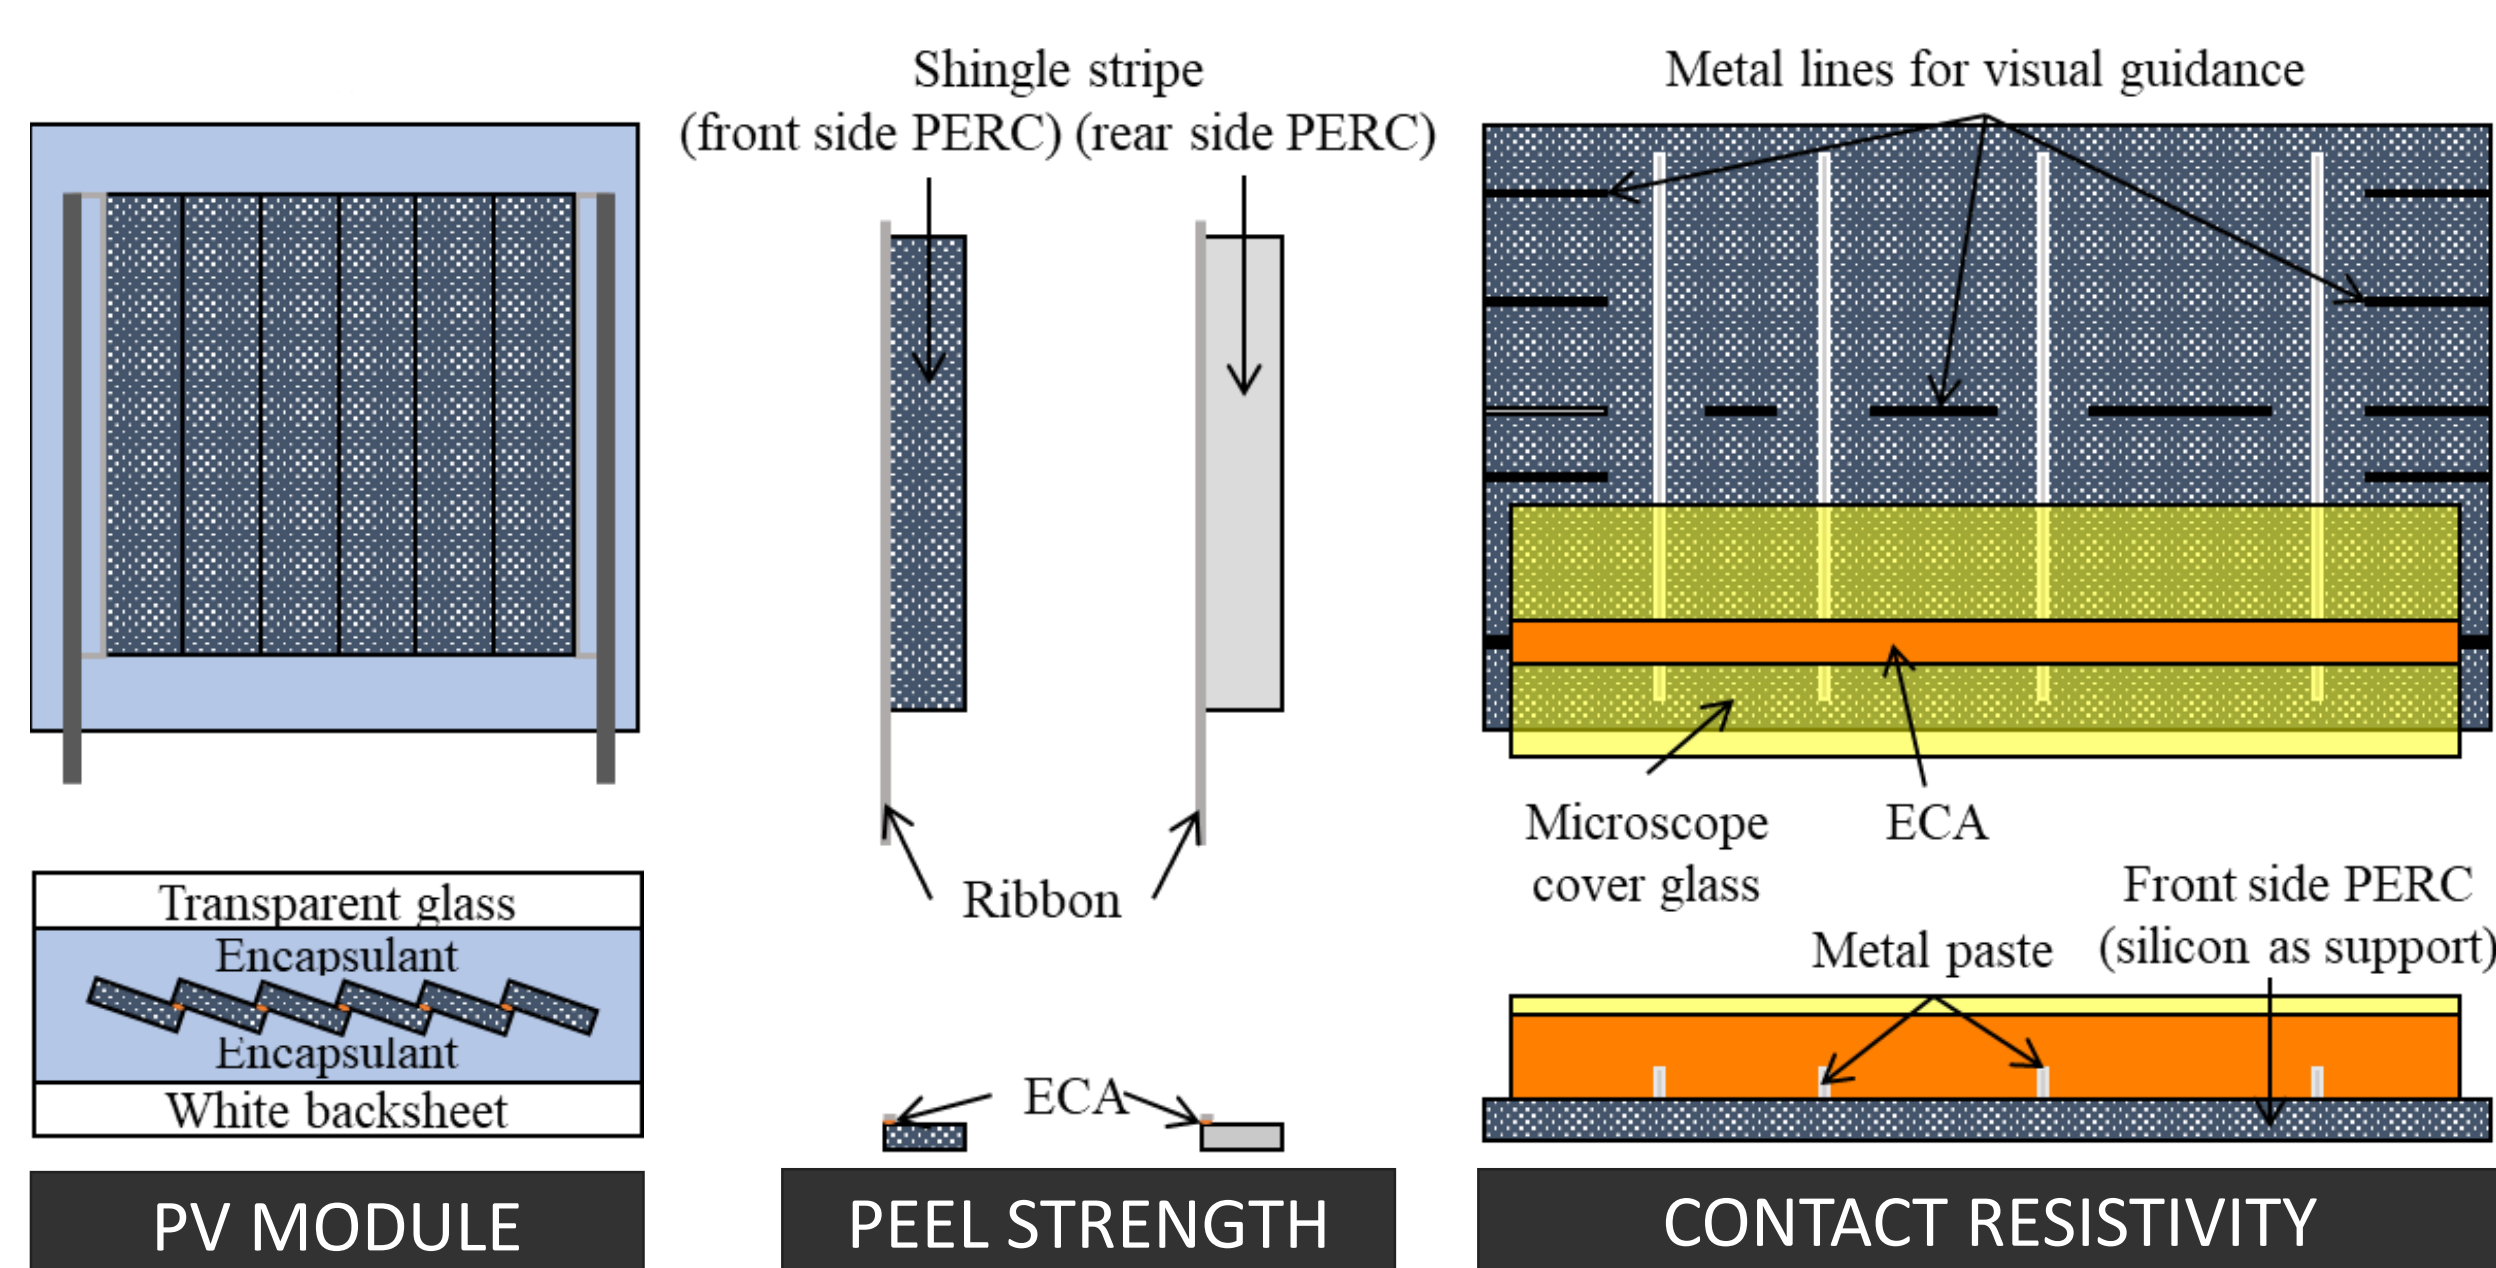 Shingle stripe
(front side PERC) (rear side PERC)
Metal lines for visual guidance
Ribbon
Microscope
cover glass
ECA
Transparent glass
Encapsulant
Encapsulant
White backsheet
ECA
Metal paste
Front side PERC
(silicon as support)
PV MODULE
PEEL STRENGTH
CONTACT RESISTIVITY